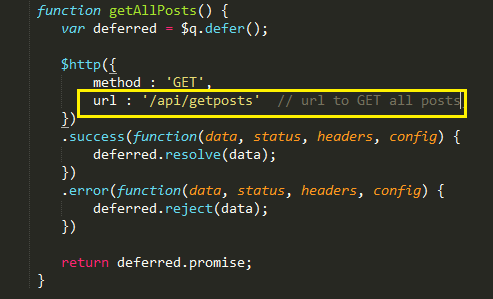 function getAllPosts() {
var deferred = $q.defer();
$http({
method : 'GET',
url : '/api/getposts' // url to GET all posts
})
.success(function(data, status, headers, config) {
deferred.resolve(data);
})
.error(function(data, status, headers, config) {
deferred.reject(data);
})
return deferred.promise;
}